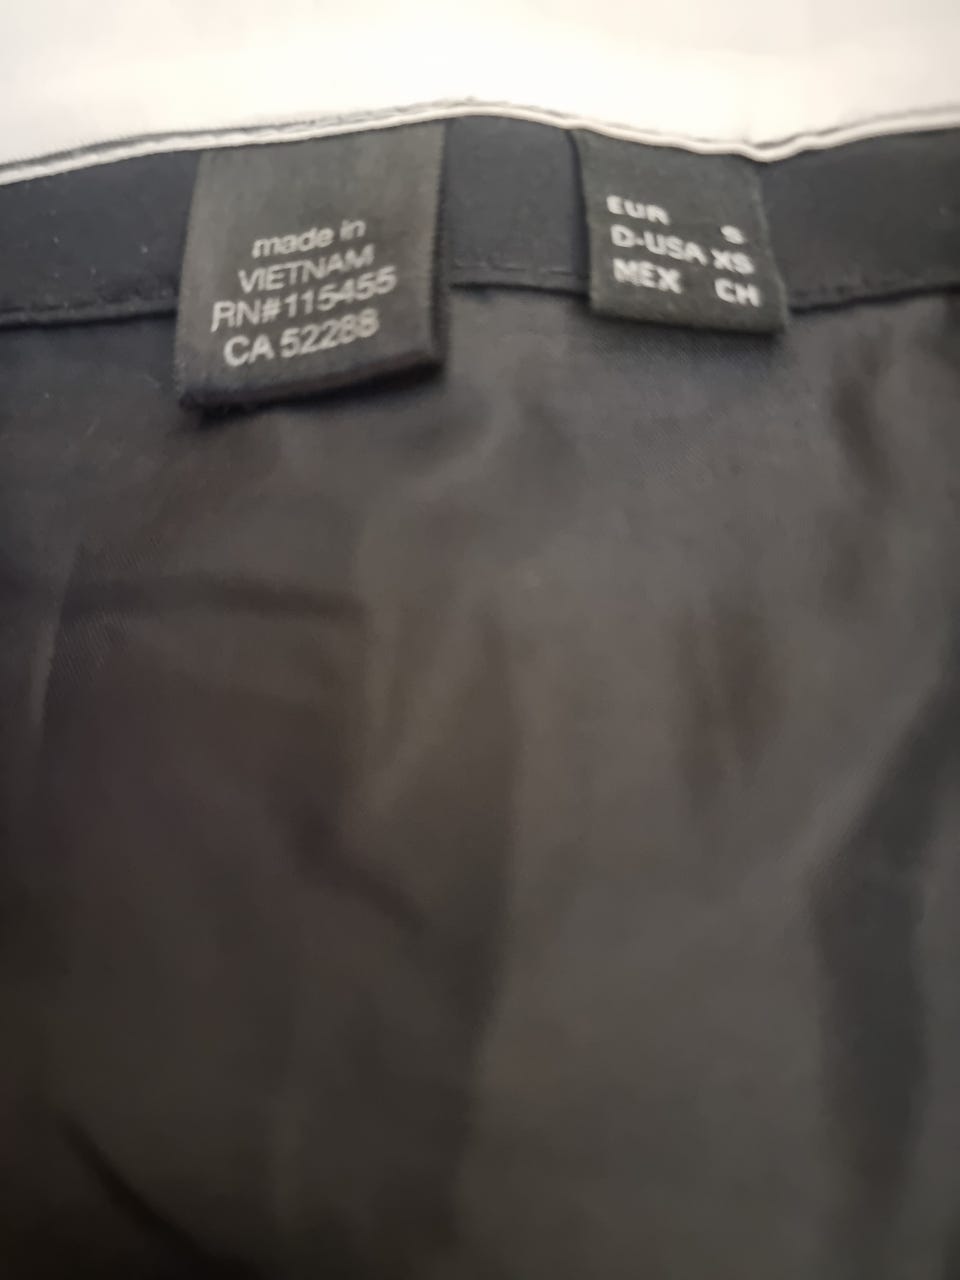 made in
VIETNAM
RN#115455
CA 52288
EUR S
D-USA XS
MEX CH